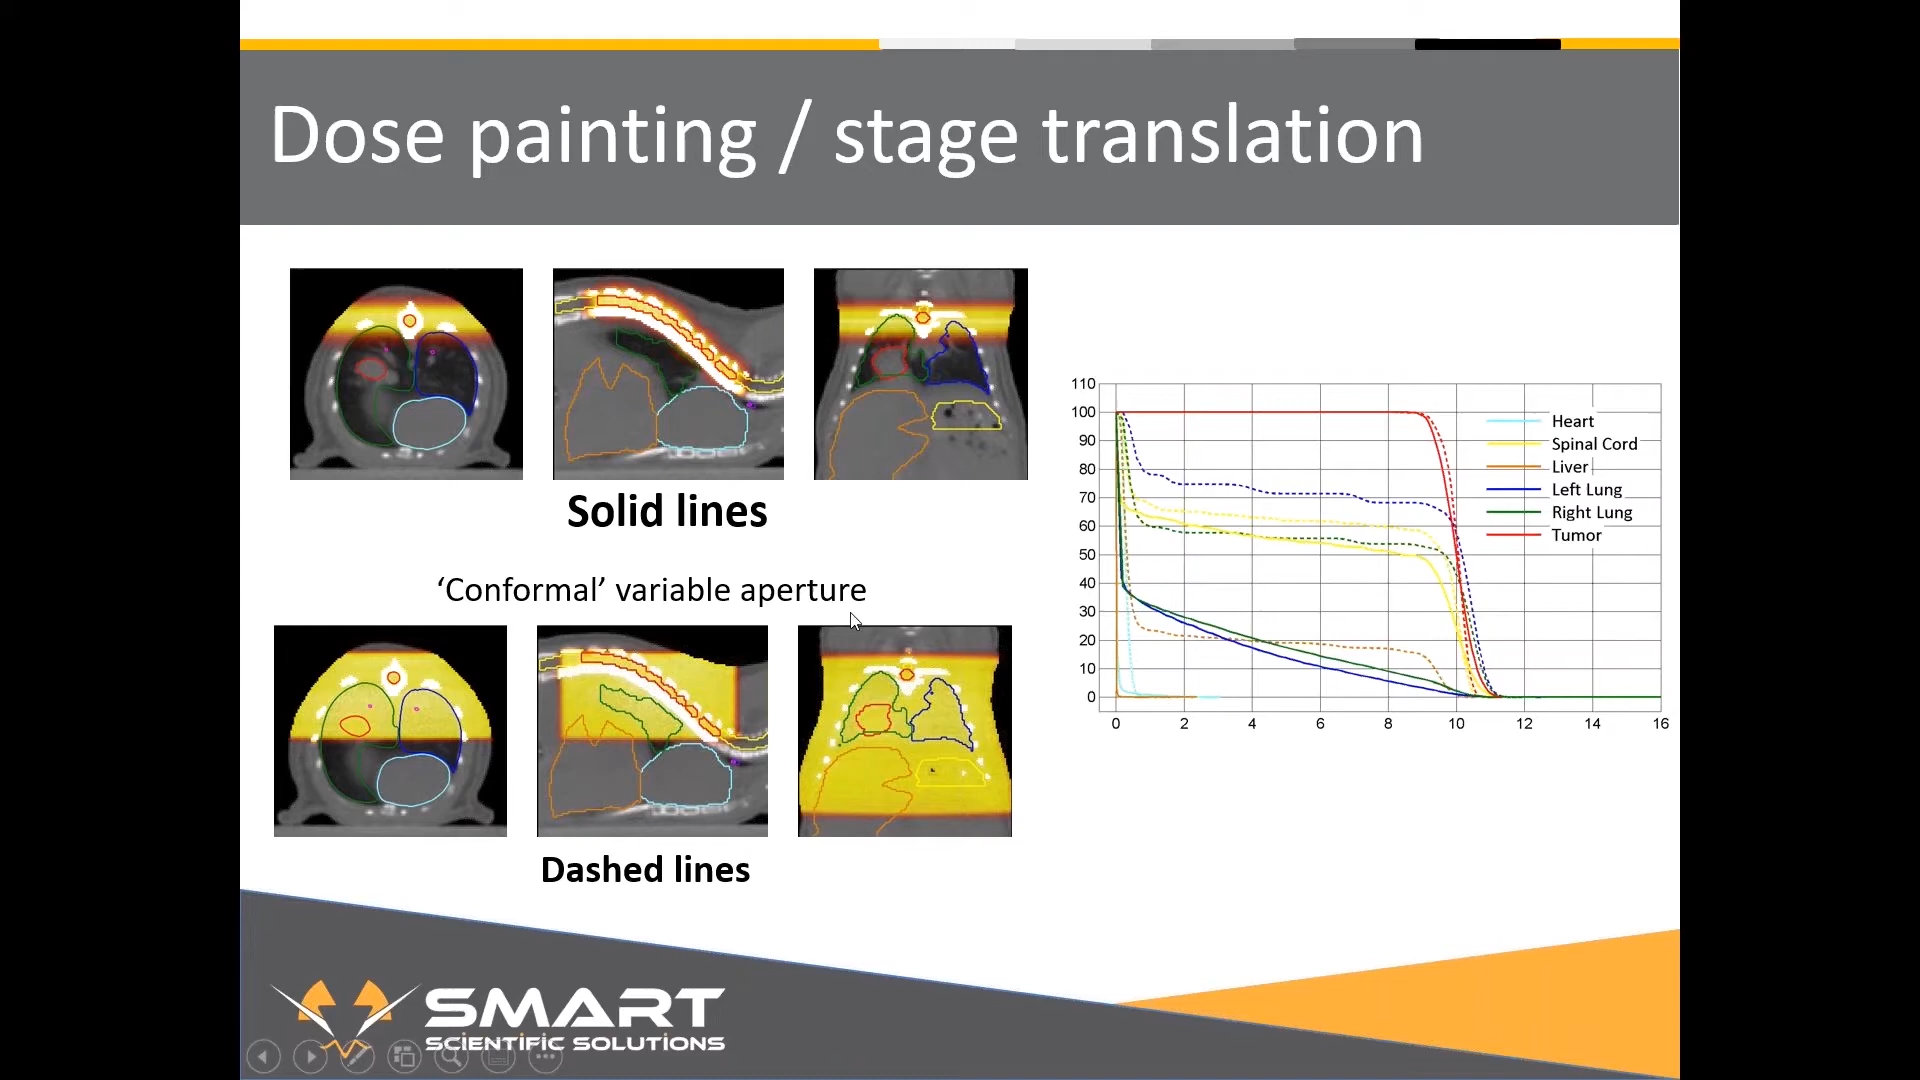 Dose painting / stage translation
Solid lines
‘Conformal’ variable aperture
Dashed lines
110
100
90
80
70
60
50
40
30
20
10
0
0 2 4 6 8 10 12 14 16
Heart
Spinal Cord
Liver
Left Lung
Right Lung
Tumor
SMART
SCIENTIFIC SOLUTIONS